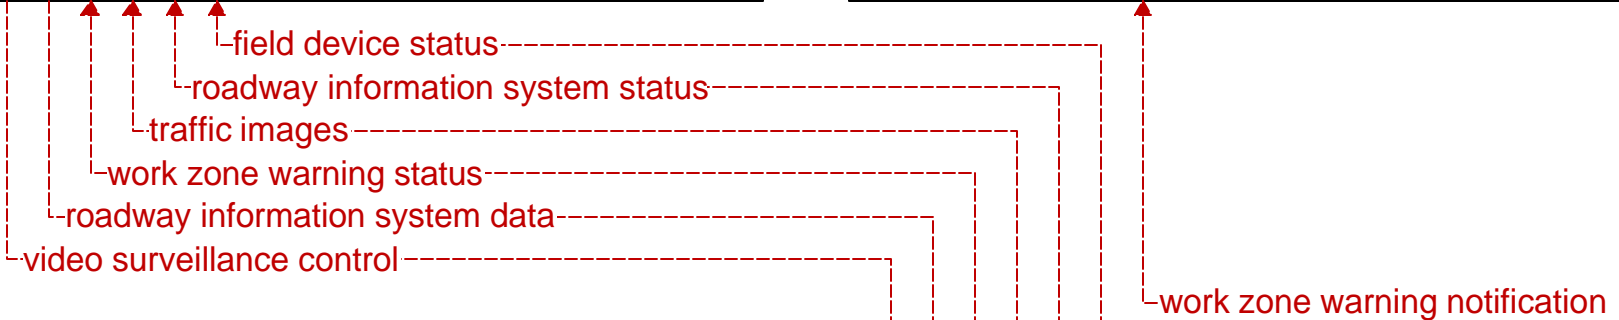 field device status
roadway information system status
traffic images
work zone warning status
roadway information system data
video surveillance control
work zone warning notification